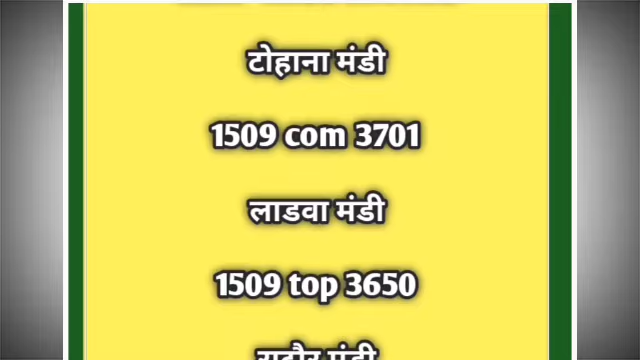 टोहाना मंडी
1509 com 3701
लाडवा मंडी
1509 top 3650